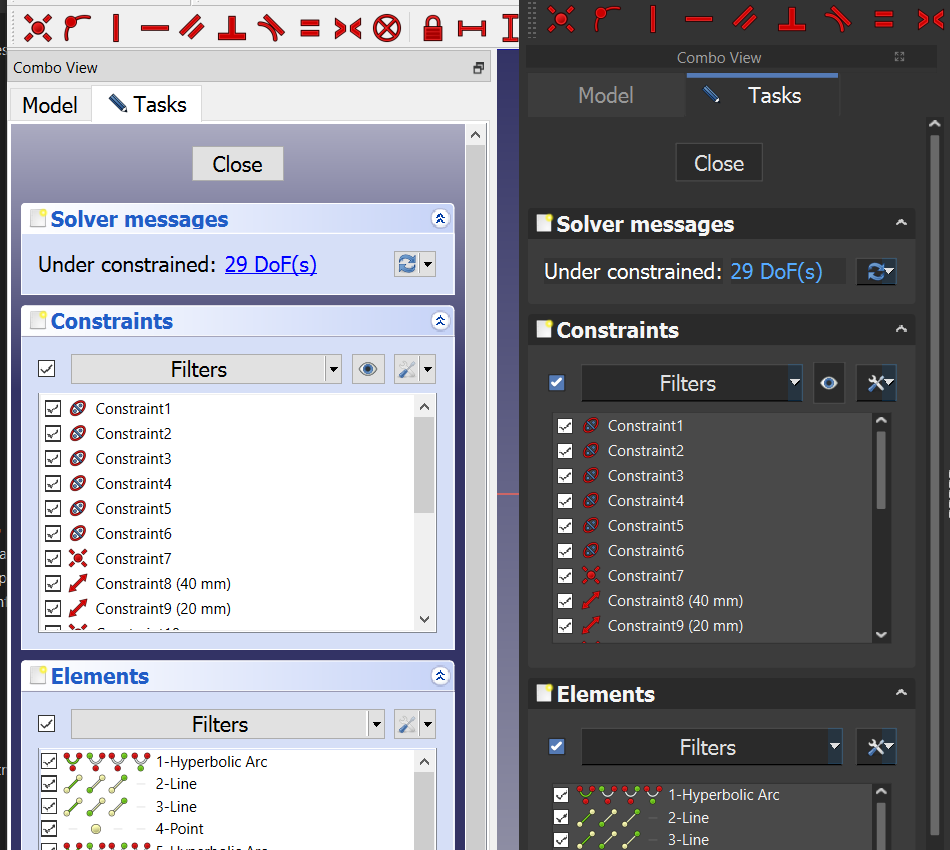 Combo View
Model
Tasks
Close
Solver messages
Under constrained: 29 DoF(s)
Constraints
Filters
Constraint1
Constraint2
Constraint3
Constraint4
Constraint5
Constraint6
Constraint7
Constraint8 (40 mm)
Constraint9 (20 mm)
Elements
Filters
1-Hyperbolic Arc
2-Line
3-Line
4-Point
5-Hyperbolic Arc
Combo View
Model
Tasks
Close
Solver messages
Under constrained: 29 DoF(s)
Constraints
Filters
Constraint1
Constraint2
Constraint3
Constraint4
Constraint5
Constraint6
Constraint7
Constraint8 (40 mm)
Constraint9 (20 mm)
Elements
Filters
1-Hyperbolic Arc
2-Line
3-Line